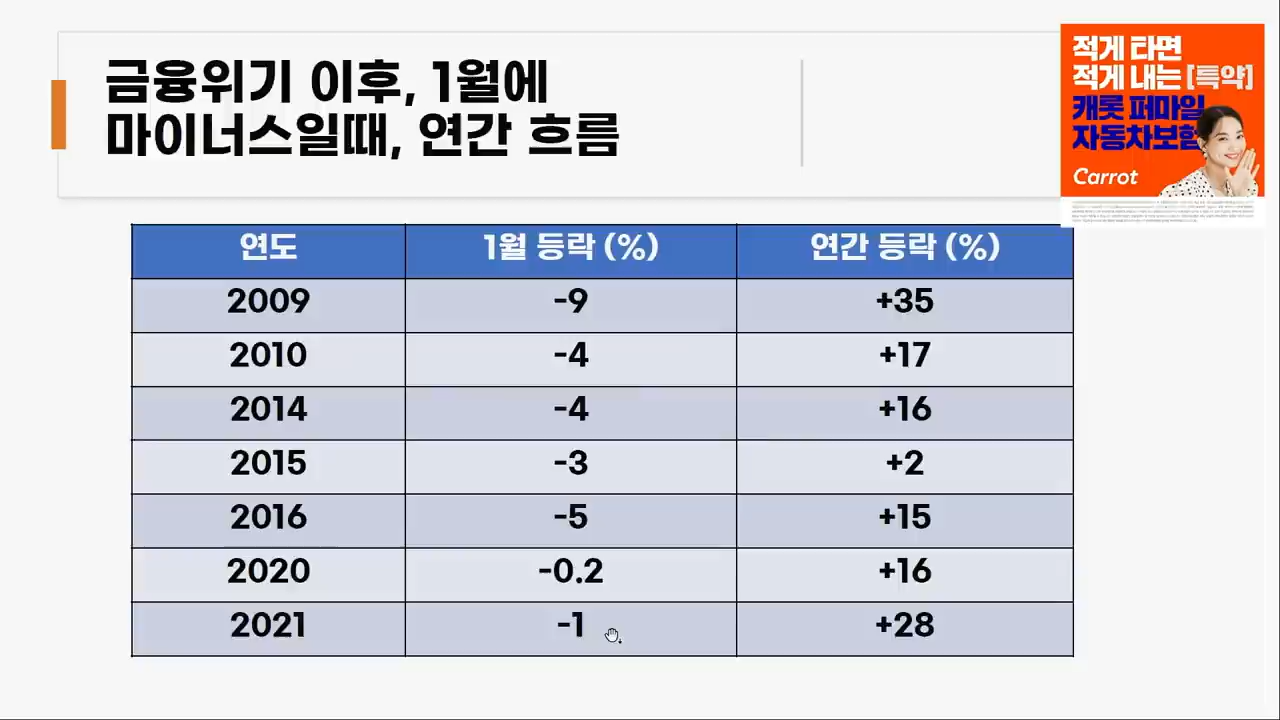 금융위기 이후, 1월에
마이너스일때, 연간 흐름
적게 타면
적게 내는 [특약]
캐롯 퍼마일
자동차보험
Carrot
연도 1월 등락 (%) 연간 등락 (%)
2009 -9 +35
2010 -4 +17
2014 -4 +16
2015 -3 +2
2016 -5 +15
2020 -0.2 +16
2021 -1 +28